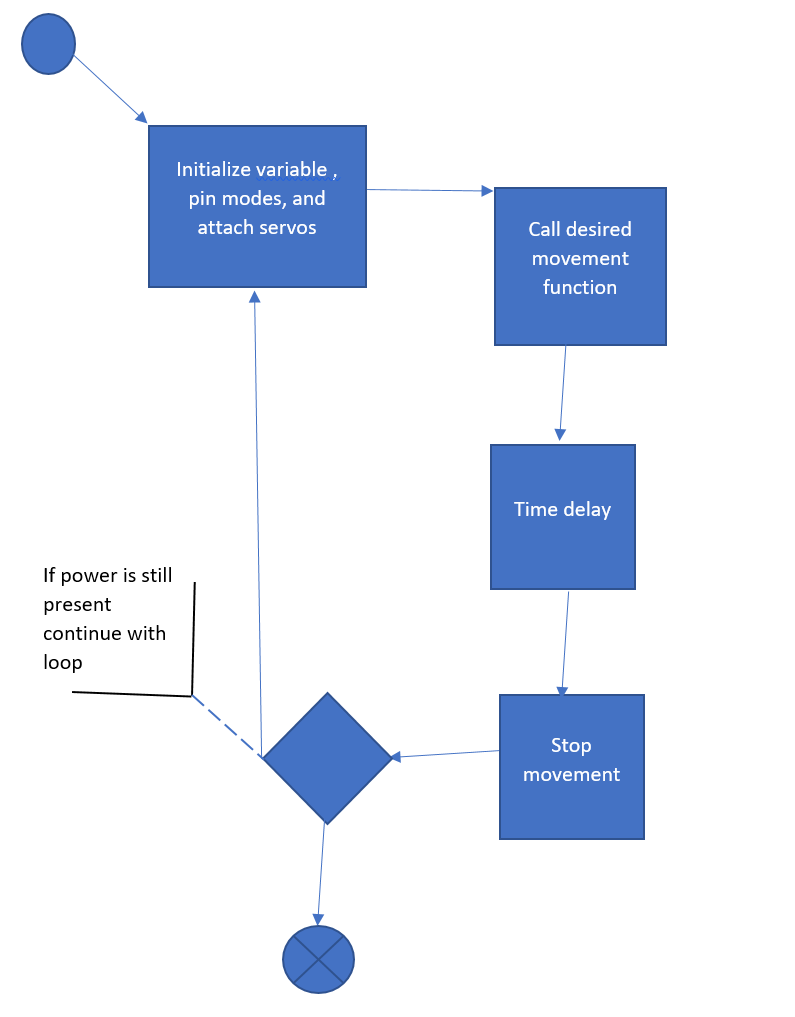 Initialize variable ,
pin modes, and
attach servos
Call desired
movement
function
Time delay
If power is still
present
continue with
loop
Stop
movement